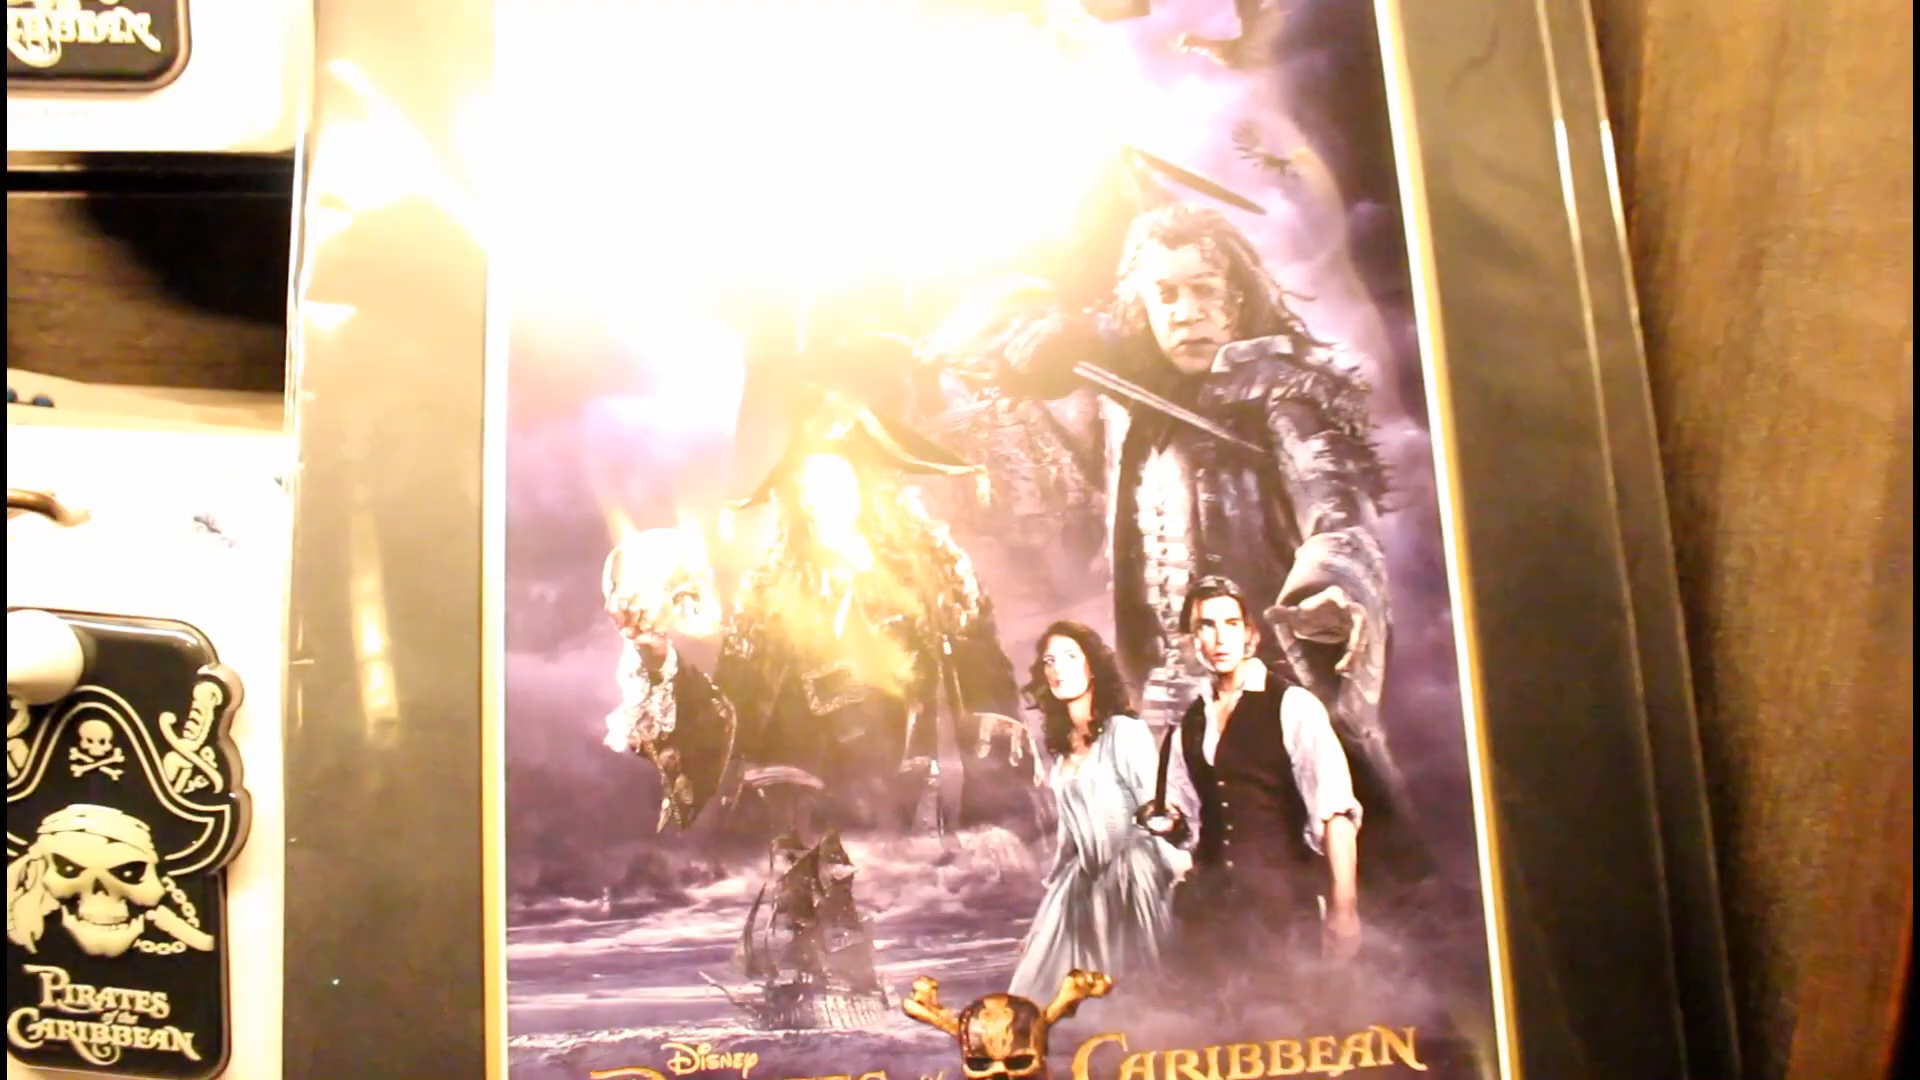 CARIBBEAN
PIRATES
of the
CARIBBEAN
DISNEY
CARIBBEAN